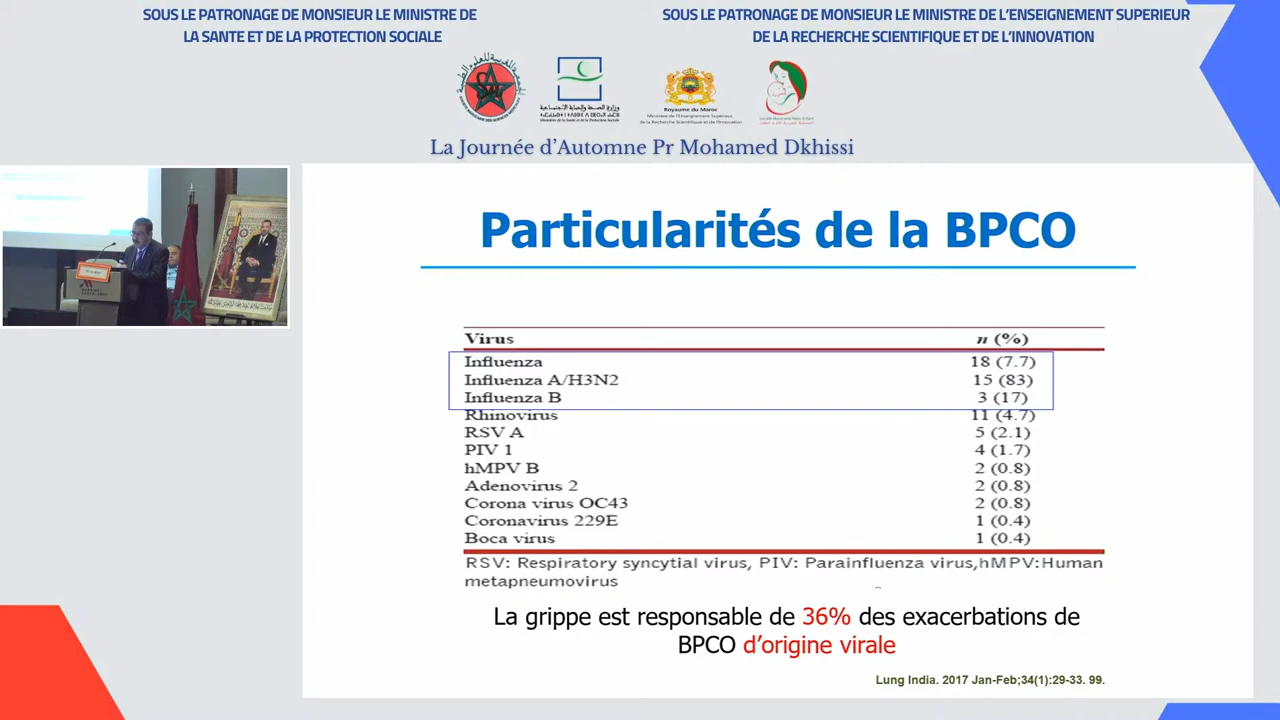 SOUS LE PATRONAGE DE MONSIEUR LE MINISTRE DE
LA SANTE ET DE LA PROTECTION SOCIALE
SOUS LE PATRONAGE DE MONSIEUR LE MINISTRE DE L'ENSEIGNEMENT SUPERIEUR
DE LA RECHERCHE SCIENTIFIQUE ET DE L'INNOVATION
Royaume du Maroc
La Journée d'Automne Pr Mohamed Dkhissi
Particularités de la BPCO
Virus n (%)
Influenza 18 (7.7)
Influenza A/H3N2 15 (83)
Influenza B 3 (17)
Rhinovirus 11 (4.7)
RSV A 5 (2.1)
PIV 1 4 (1.7)
hMPV B 2 (0.8)
Adenovirus 2 2 (0.8)
Corona virus OC43 2 (0.8)
Coronavirus 229E 1 (0.4)
Boca virus 1 (0.4)
RSV: Respiratory syncytial virus, PIV: Parainfluenza virus,hMPV:Human
metapneumovirus
La grippe est responsable de 36% des exacerbations de
BPCO d'origine virale
Lung India. 2017 Jan-Feb;34(1):29-33. 99.